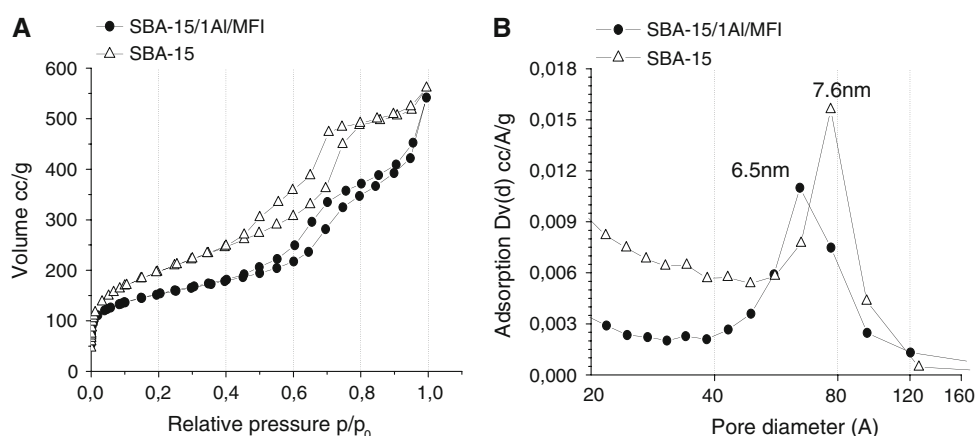 A
SBA-15/1Al/MFI
SBA-15
600
500
400
300
200
100
0
0,0 0,2 0,4 0,6 0,8 1,0
Volume cc/g
Relative pressure p/p₀
B
SBA-15/1Al/MFI
SBA-15
0,018
0,015
0,012
0,009
0,006
0,003
0,000
7.6nm
6.5nm
20 40 80 120 160
Adsorption Dv(d) cc/A/g
Pore diameter (A)